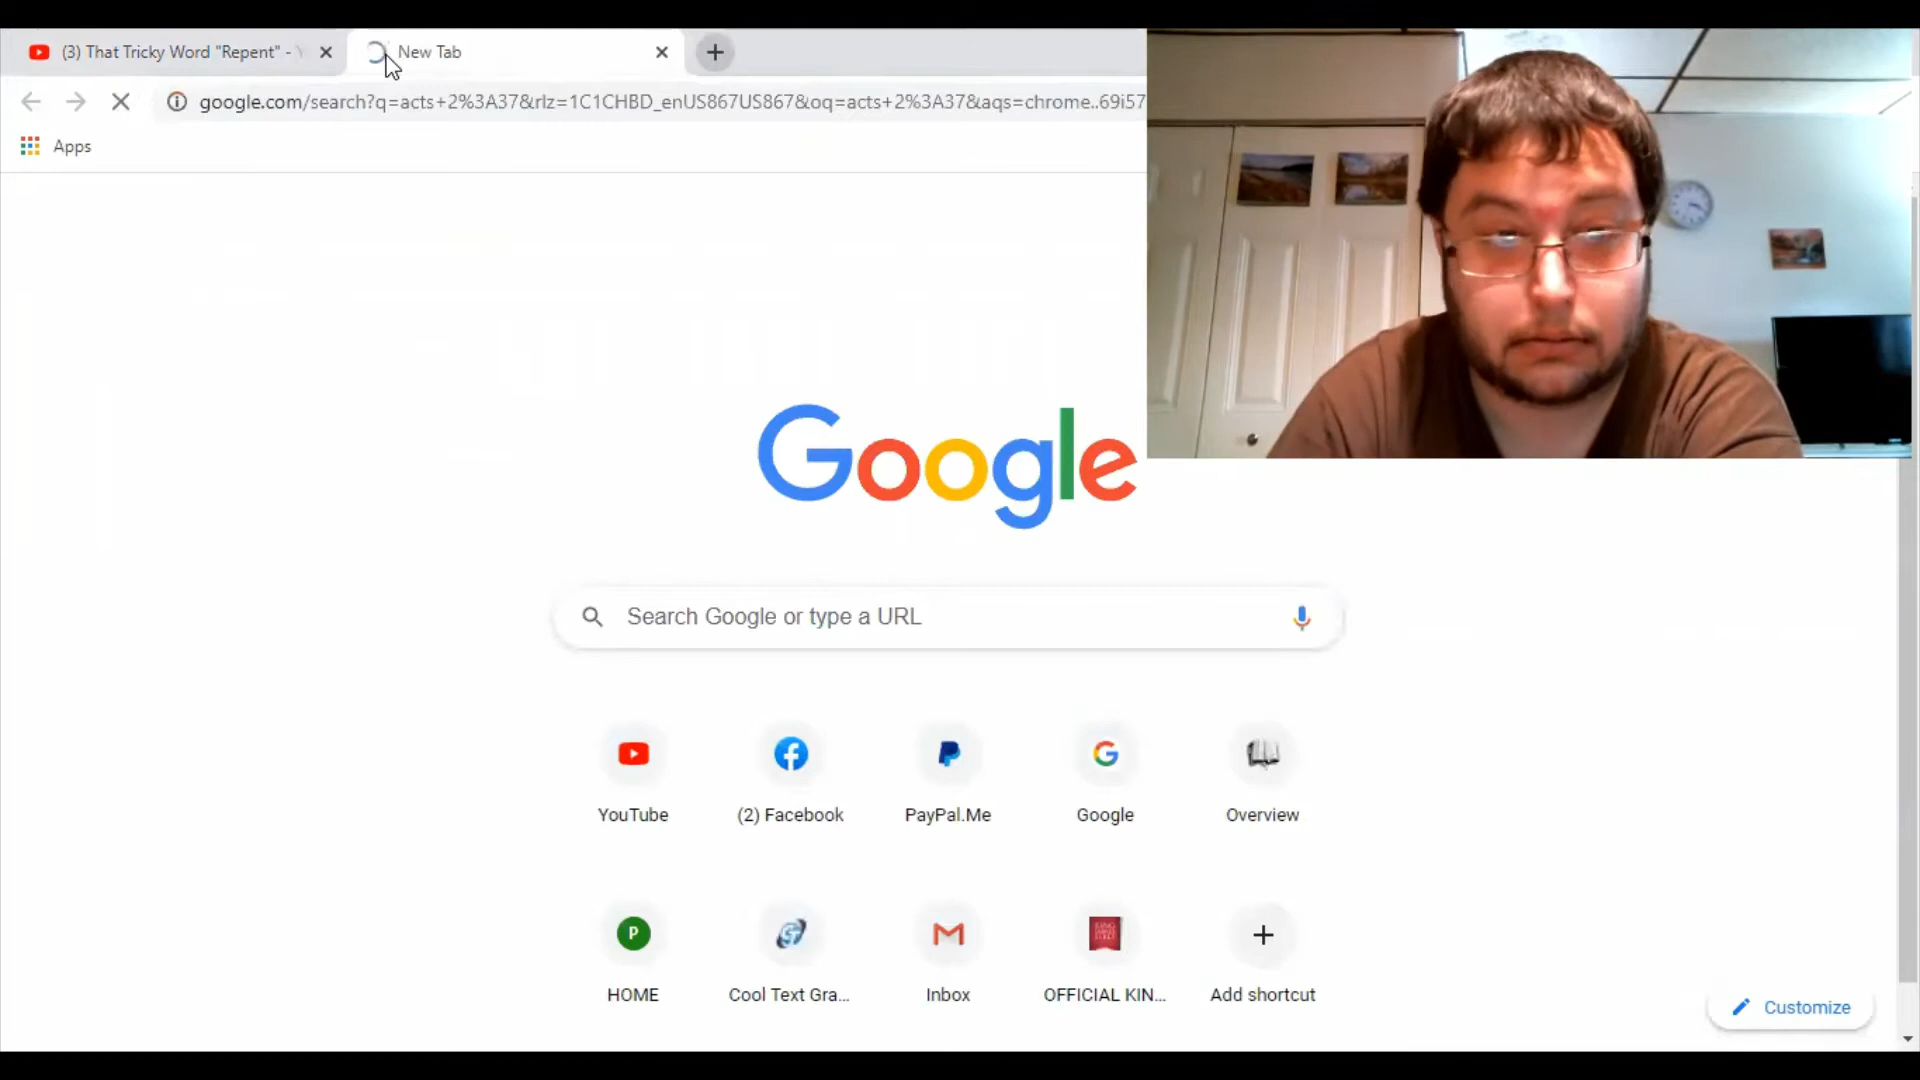 (3) That Tricky Word "Repent" -
New Tab
google.com/search?q=acts+2%3A37&rlz=1C1CHBD_enUS867US867&oq=acts+2%3A37&aqs=chrome..69i57
Apps
Google
Search Google or type a URL
YouTube
(2) Facebook
PayPal.Me
Google
Overview
P
HOME
Cool Text Gra...
Inbox
OFFICIAL KIN...
Add shortcut
Customize